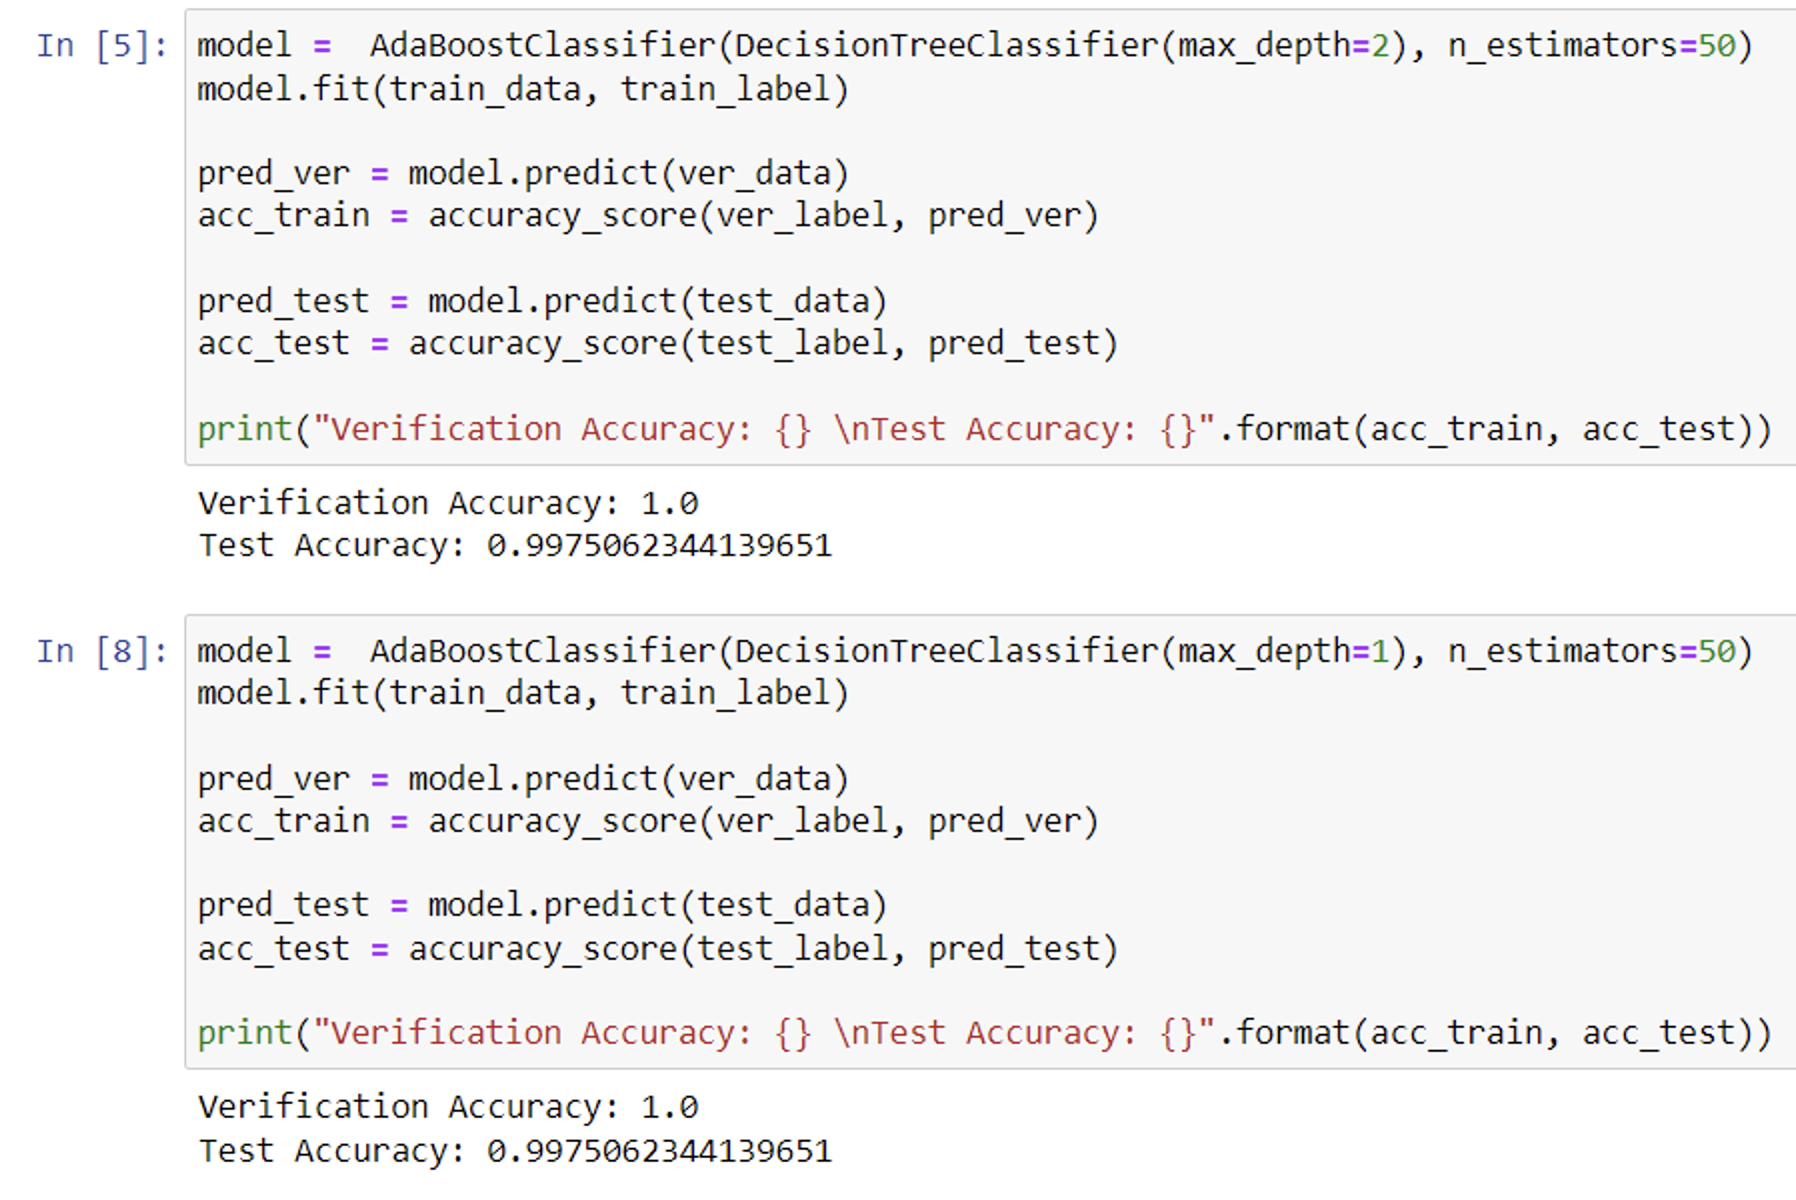 In [5]: model =  AdaBoostClassifier(DecisionTreeClassifier(max_depth=2), n_estimators=50)
model.fit(train_data, train_label)
pred_ver = model.predict(ver_data)
acc_train = accuracy_score(ver_label, pred_ver)
pred_test = model.predict(test_data)
acc_test = accuracy_score(test_label, pred_test)
print("Verification Accuracy: {} \nTest Accuracy: {}".format(acc_train, acc_test))
Verification Accuracy: 1.0
Test Accuracy: 0.9975062344139651
In [8]: model =  AdaBoostClassifier(DecisionTreeClassifier(max_depth=1), n_estimators=50)
model.fit(train_data, train_label)
pred_ver = model.predict(ver_data)
acc_train = accuracy_score(ver_label, pred_ver)
pred_test = model.predict(test_data)
acc_test = accuracy_score(test_label, pred_test)
print("Verification Accuracy: {} \nTest Accuracy: {}".format(acc_train, acc_test))
Verification Accuracy: 1.0
Test Accuracy: 0.9975062344139651